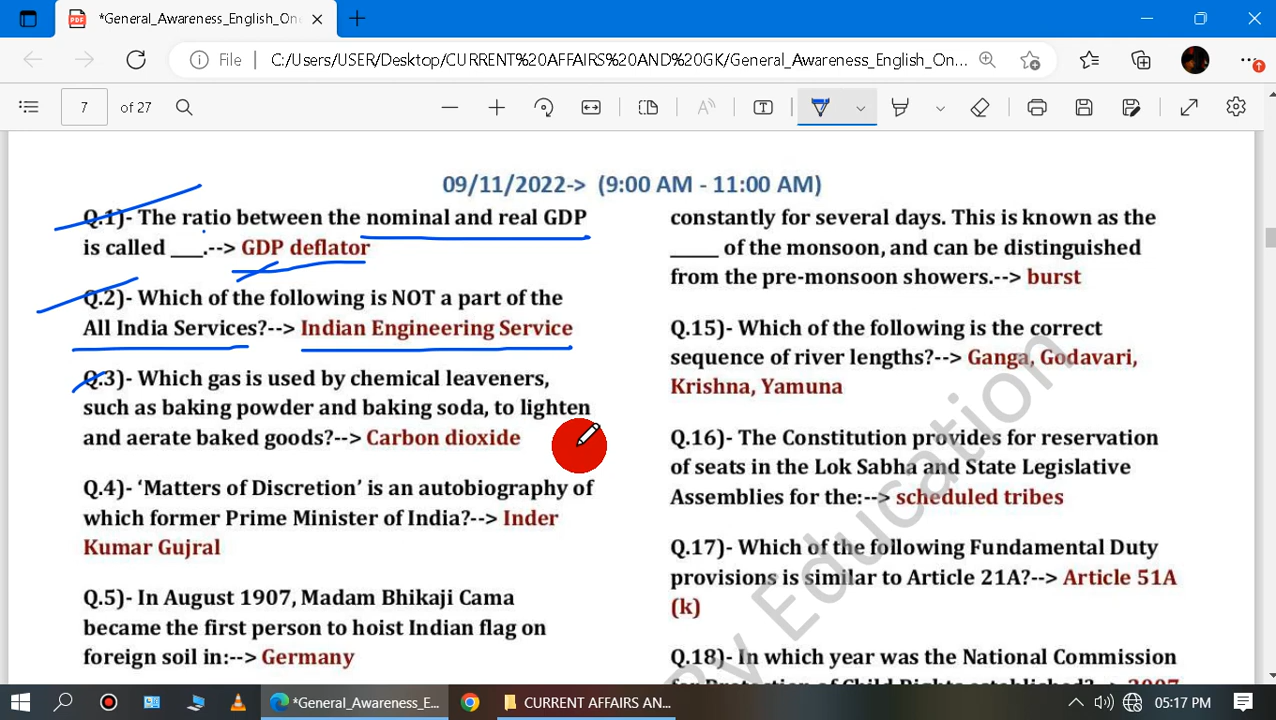 *General_Awareness_English_On
File
C:/Users/USER/Desktop/CURRENT%20AFFAIRS%20AND%20GK/General_Awareness_English_On...
7
of 27
09/11/2022-> (9:00 AM - 11:00 AM)
Q.1)- The ratio between the nominal and real GDP
is called ___.--> GDP deflator
Q.2)- Which of the following is NOT a part of the
All India Services?--> Indian Engineering Service
Q.3)- Which gas is used by chemical leaveners,
such as baking powder and baking soda, to lighten
and aerate baked goods?--> Carbon dioxide
Q.4)- ‘Matters of Discretion’ is an autobiography of
which former Prime Minister of India?--> Inder
Kumar Gujral
Q.5)- In August 1907, Madam Bhikaji Cama
became the first person to hoist Indian flag on
foreign soil in:--> Germany
constantly for several days. This is known as the
_____ of the monsoon, and can be distinguished
from the pre-monsoon showers.--> burst
Q.15)- Which of the following is the correct
sequence of river lengths?--> Ganga, Godavari,
Krishna, Yamuna
Q.16)- The Constitution provides for reservation
of seats in the Lok Sabha and State Legislative
Assemblies for the:--> scheduled tribes
Q.17)- Which of the following Fundamental Duty
provisions is similar to Article 21A?--> Article 51A
(k)
Q.18)- In which year was the National Commission
for Protection of Child Rights established?--> 2007
By Education
*General_Awareness_E...
CURRENT AFFAIRS AN...
05:17 PM